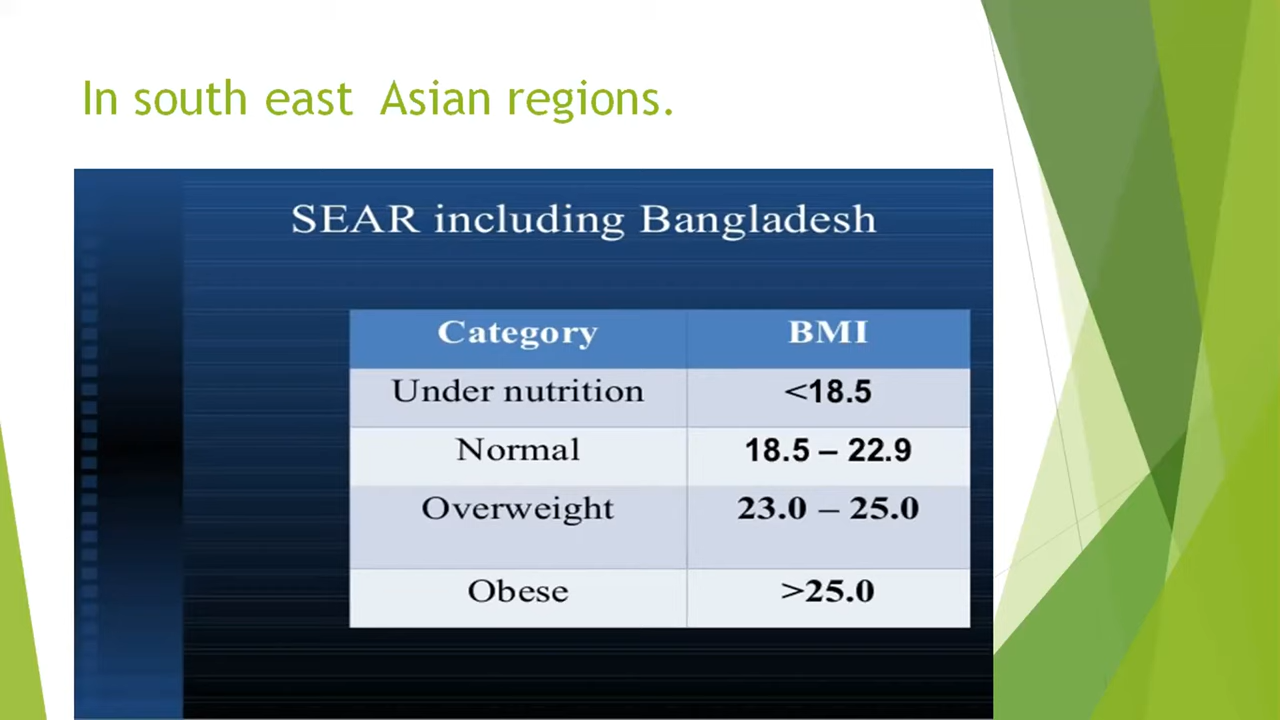 In south east  Asian regions.
SEAR including Bangladesh
Category BMI
Under nutrition <18.5
Normal 18.5 – 22.9
Overweight 23.0 – 25.0
Obese >25.0